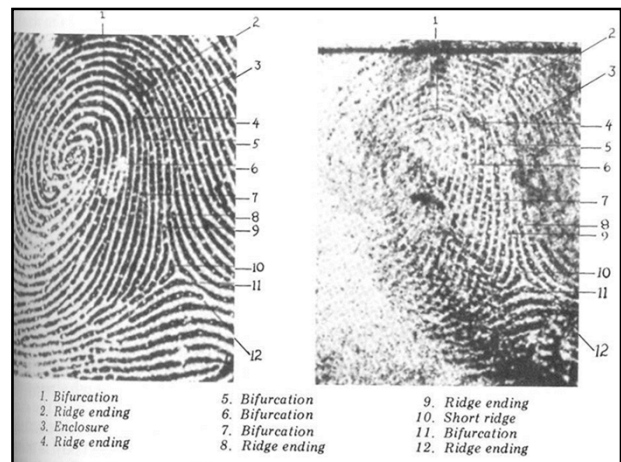 1
2
3
4
5
6
7
8
9
10
11
12
1
2
3
4
5
6
7
8
9
10
11
12
1. Bifurcation
2. Ridge ending
3. Enclosure
4. Ridge ending
5. Bifurcation
6. Bifurcation
7. Bifurcation
8. Ridge ending
9. Ridge ending
10. Short ridge
11. Bifurcation
12. Ridge ending